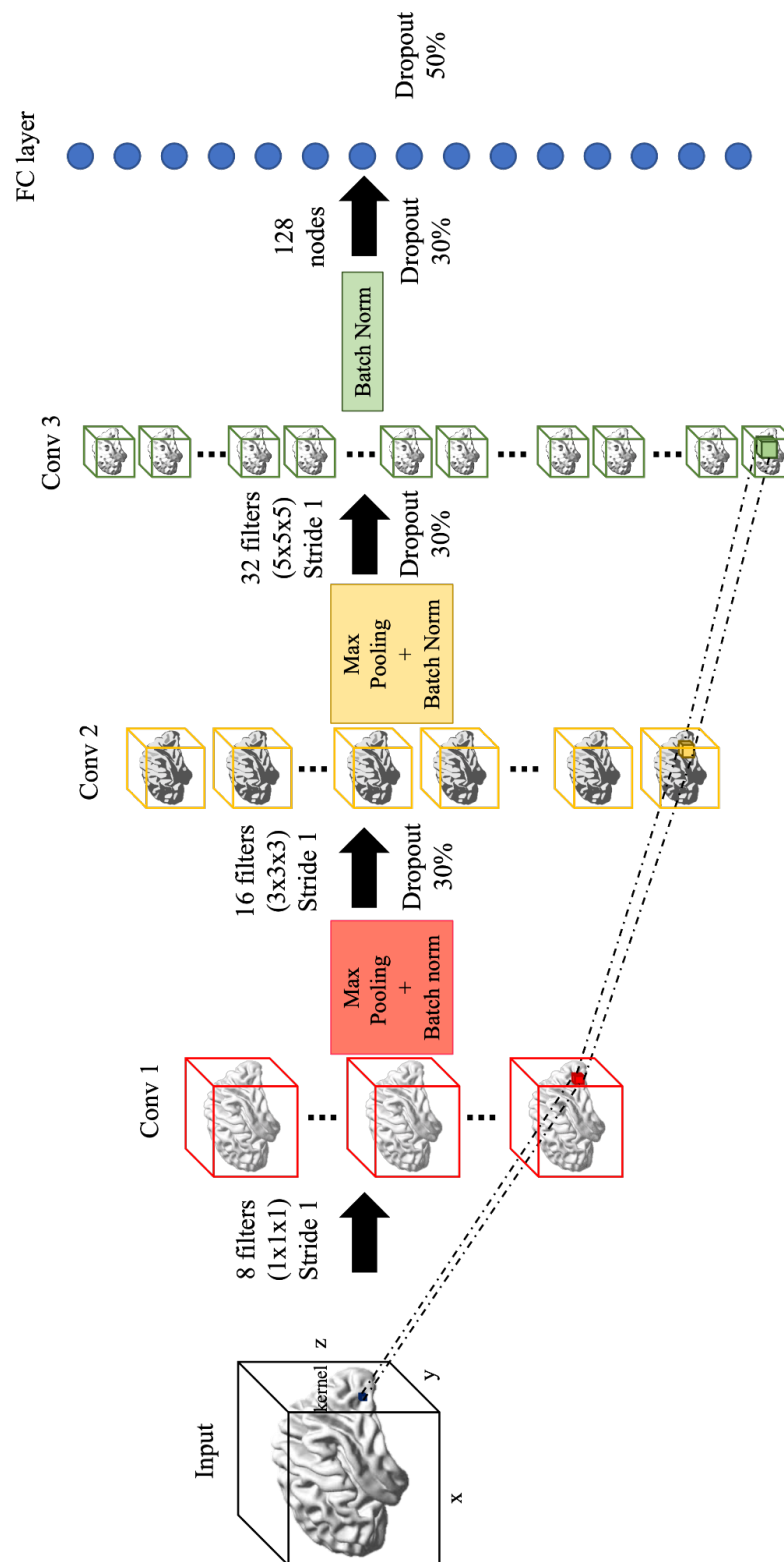 Input
kernel
z
y
x
8 filters
(1x1x1)
Stride 1
Conv 1
...
...
Max
Pooling
+
Batch norm
16 filters
(3x3x3)
Stride 1
Dropout
30%
Conv 2
...
...
Max
Pooling
+
Batch Norm
32 filters
(5x5x5)
Stride 1
Dropout
30%
Conv 3
...
...
...
...
Batch Norm
128
nodes
Dropout
30%
FC layer
Dropout
50%